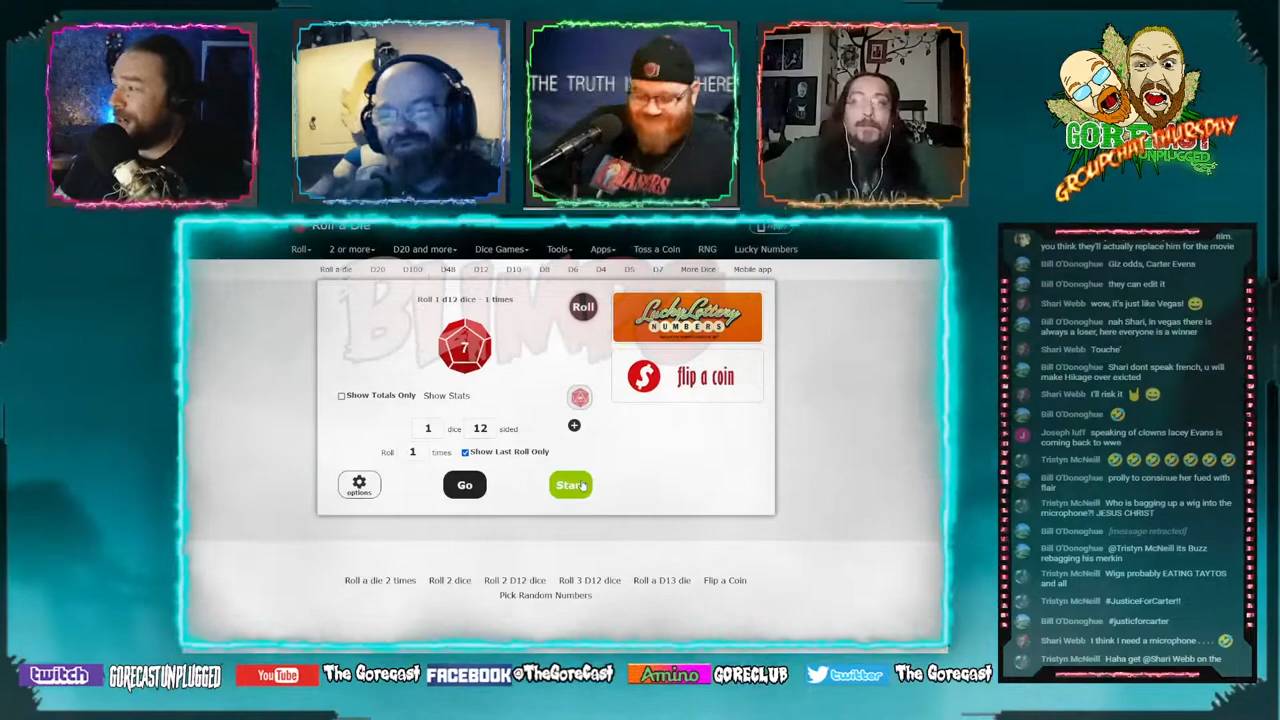 THE TRUTH IS HERE
GORECAST
UNPLUGGED
GROUPCHAT THURSDAY
Roll a Die
Roll 2 or more D20 and more Dice Games Tools Apps Toss a Coin RNG Lucky Numbers
Roll a die D20 D100 D48 D12 D10 D8 D6 D4 D5 D7 More Dice Mobile app
Roll 1 d12 dice - 1 times
Roll
7
Lucky Lottery
NUMBERS
$ flip a coin
Show Totals Only Show Stats
1 dice 12 sided
Roll 1 times Show Last Roll Only
options
Go
Start
Roll a die 2 times Roll 2 dice Roll 2 D12 dice Roll 3 D12 dice Roll a D13 die Flip a Coin
Pick Random Numbers
film.
you think they'll actually replace him for the movie
Bill O'Donoghue Giz odds, Carter Evens
Bill O'Donoghue they can edit it
Shari Webb wow, it's just like Vegas! 😄
Bill O'Donoghue nah Shari, In vegas there is
always a loser, here everyone is a winner
Shari Webb Touche'
Bill O'Donoghue Shari dont speak french, u will
make Hikage over exicted
Shari Webb I'll risk it 🤘 😄
Bill O'Donoghue 🤣
J Joseph luff speaking of clowns lacey Evans is
coming back to wwe
Tristyn McNeill 🤣🤣🤣🤣🤣🤣🤣
Bill O'Donoghue prolly to consinue her fued with
flair
Tristyn McNeill Who is bagging up a wig into the
microphone?! JESUS CHRIST
Bill O'Donoghue [message retracted]
Bill O'Donoghue @Tristyn McNeill its Buzz
rebagging his merkin
Tristyn McNeill Wigs probably EATING TAYTOS
and all
Tristyn McNeill #JusticeForCarter!!
Bill O'Donoghue #justicforcarter
Shari Webb I think I need a microphone . . . . 🤣
Tristyn McNeill Haha get @Shari Webb on the
twitch GORECASTUNPLUGGED YouTube The Gorecast FACEBOOK @TheGoreCast Amino GORECLUB twitter The Gorecast